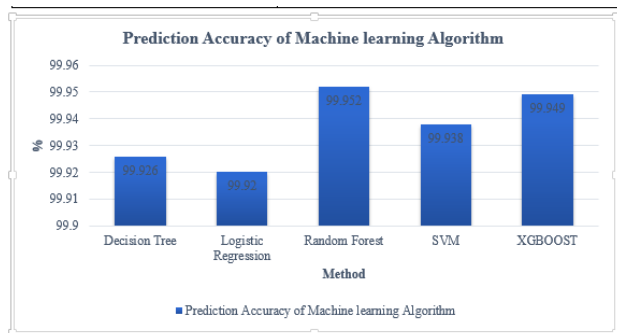 Prediction Accuracy of Machine learning Algorithm
99.96
99.95
99.94
99.93
99.92
99.91
99.9
%
99.926
99.92
99.952
99.938
99.949
Decision Tree
Logistic
Regression
Random Forest
SVM
XGBOOST
Method
Prediction Accuracy of Machine learning Algorithm